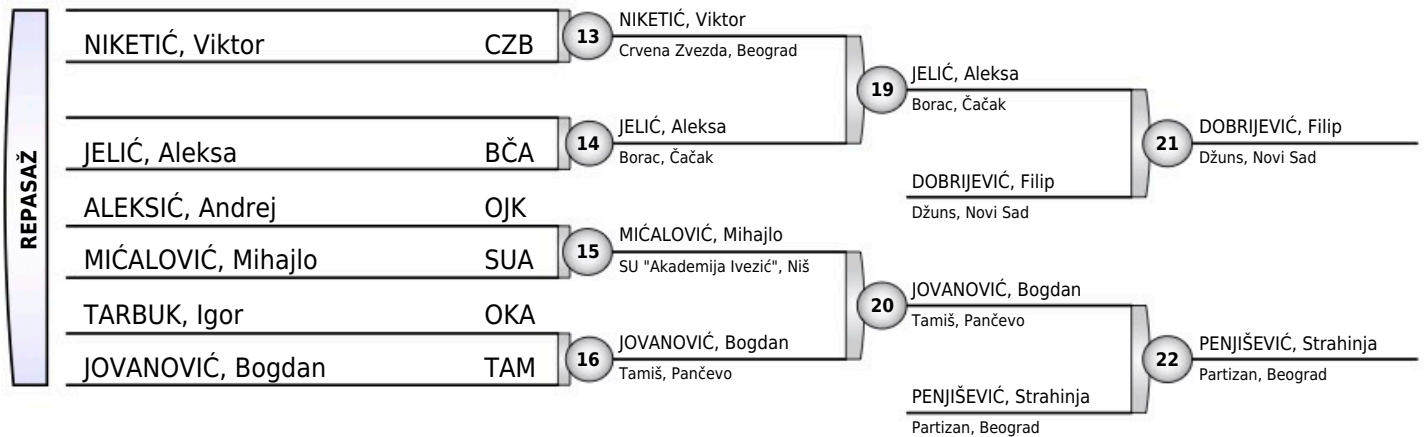 REPASAŽ
NIKETIĆ, Viktor CZB
JELIĆ, Aleksa BČA
ALEKSIĆ, Andrej OJK
MIĆALOVIĆ, Mihajlo SUA
TARBUK, Igor OKA
JOVANOVIĆ, Bogdan TAM
13
NIKETIĆ, Viktor
Crvena Zvezda, Beograd
14
JELIĆ, Aleksa
Borac, Čačak
15
MIĆALOVIĆ, Mihajlo
SU "Akademija Ivezić", Niš
16
JOVANOVIĆ, Bogdan
Tamiš, Pančevo
19
JELIĆ, Aleksa
Borac, Čačak
DOBRIJEVIĆ, Filip
Džuns, Novi Sad
20
JOVANOVIĆ, Bogdan
Tamiš, Pančevo
PENJIŠEVIĆ, Strahinja
Partizan, Beograd
21
DOBRIJEVIĆ, Filip
Džuns, Novi Sad
22
PENJIŠEVIĆ, Strahinja
Partizan, Beograd